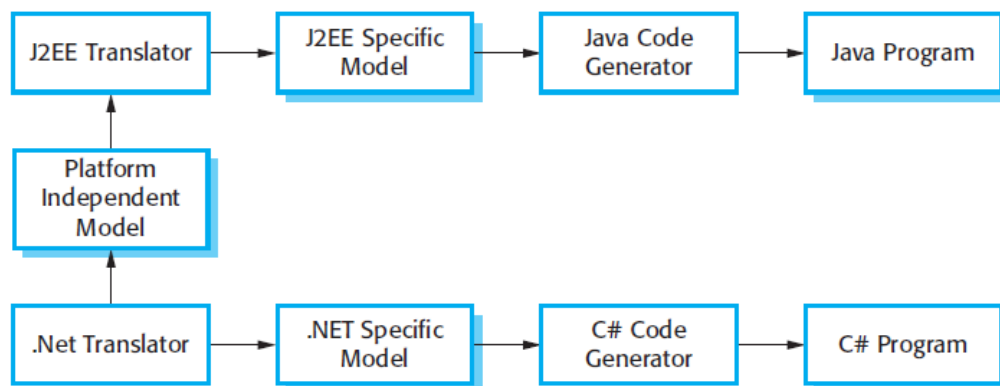 J2EE Translator
J2EE Specific
Model
Java Code
Generator
Java Program
Platform
Independent
Model
.Net Translator
.NET Specific
Model
C# Code
Generator
C# Program